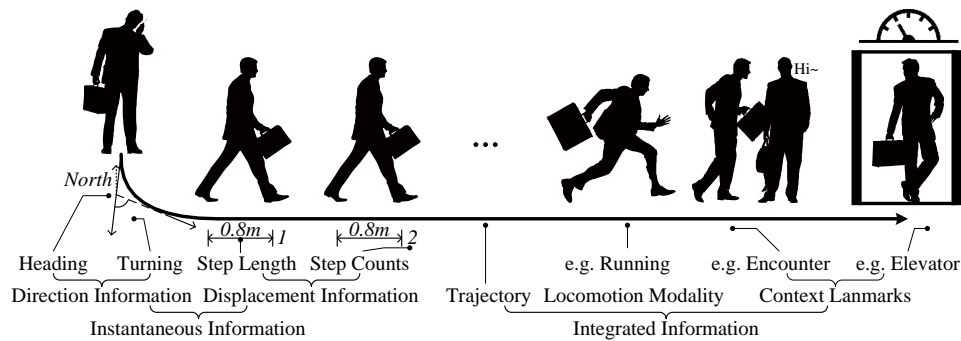 Hi~
North
0.8m 1 0.8m 2
Heading Turning Step Length Step Counts e.g. Running e.g. Encounter e.g. Elevator
Direction Information Displacement Information Trajectory Locomotion Modality Context Lanmarks
Instantaneous Information Integrated Information